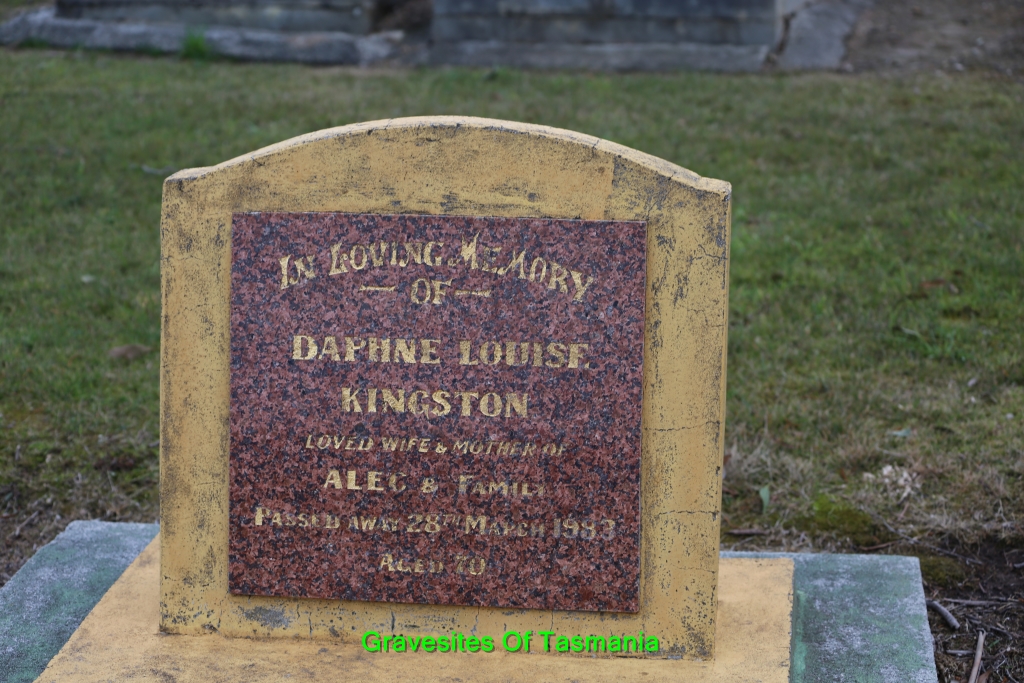 IN LOVING MEMORY
— OF —
DAPHNE LOUISE
KINGSTON
LOVED WIFE & MOTHER OF
ALEC & FAMILY
PASSED AWAY 28TH MARCH 1983
AGED 70
Gravesites Of Tasmania